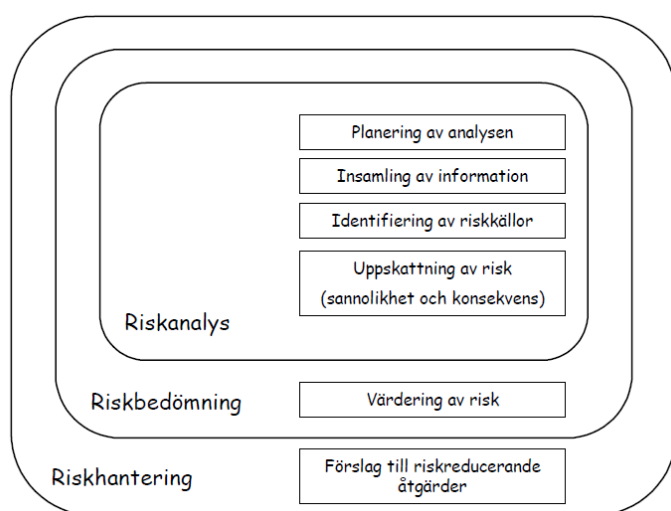 Planering av analysen
Insamling av information
Identifiering av riskkällor
Uppskattning av risk
(sannolikhet och konsekvens)
Riskanalys
Riskbedömning
Värdering av risk
Riskhantering
Förslag till riskreducerande
åtgärder